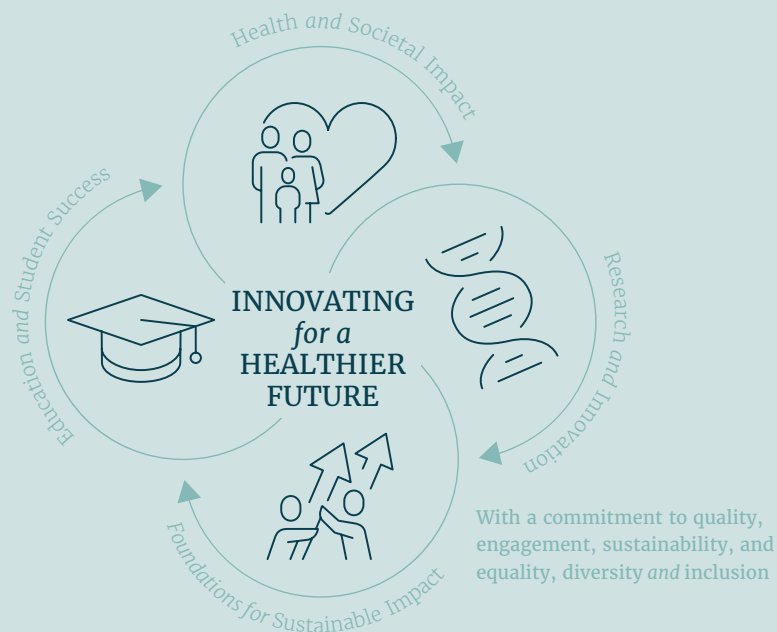 Health and Societal Impact
Education and Student Success
Research and Innovation
INNOVATING
for a
HEALTHIER
FUTURE
Foundations for Sustainable Impact
With a commitment to quality,
engagement, sustainability, and
equality, diversity and inclusion